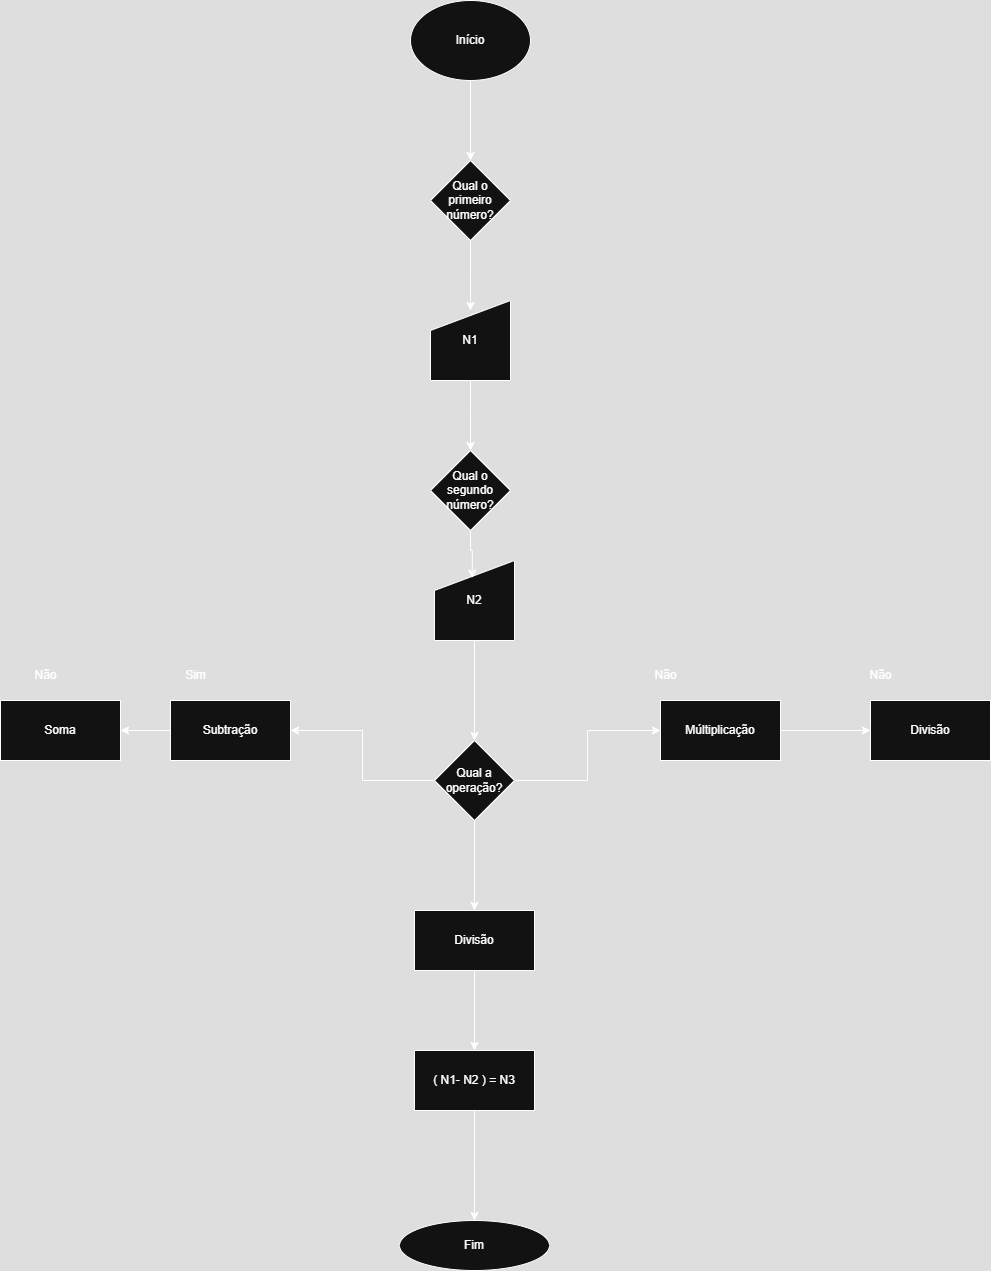 Início
Qual o
primeiro
número?
N1
Qual o
segundo
número?
N2
Não
Sim
Não
Não
Soma
Subtração
Múltiplicação
Divisão
Qual a
operação?
Divisão
( N1- N2 ) = N3
Fim